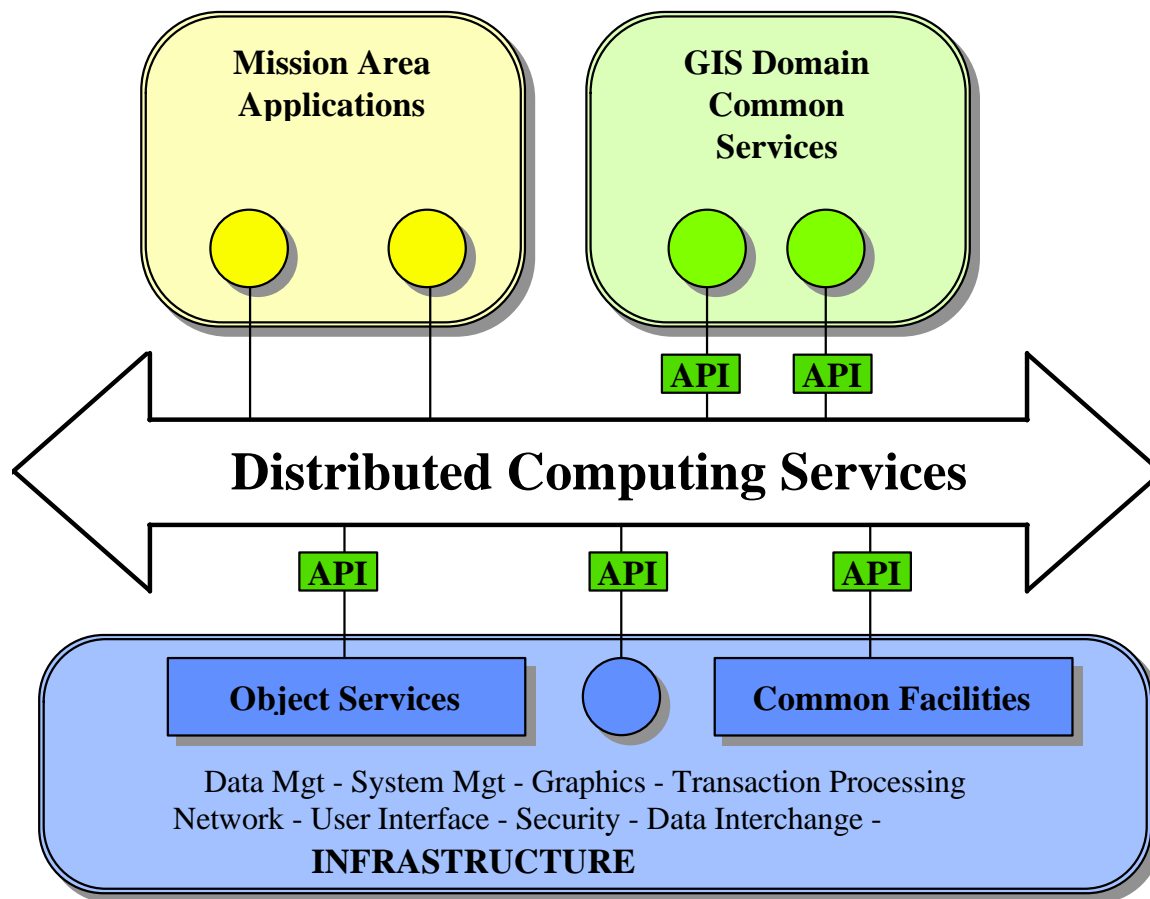 Mission Area
Applications
GIS Domain
Common
Services
API
API
Distributed Computing Services
API
API
API
Object Services
Common Facilities
Data Mgt - System Mgt - Graphics - Transaction Processing
Network - User Interface - Security - Data Interchange -
INFRASTRUCTURE